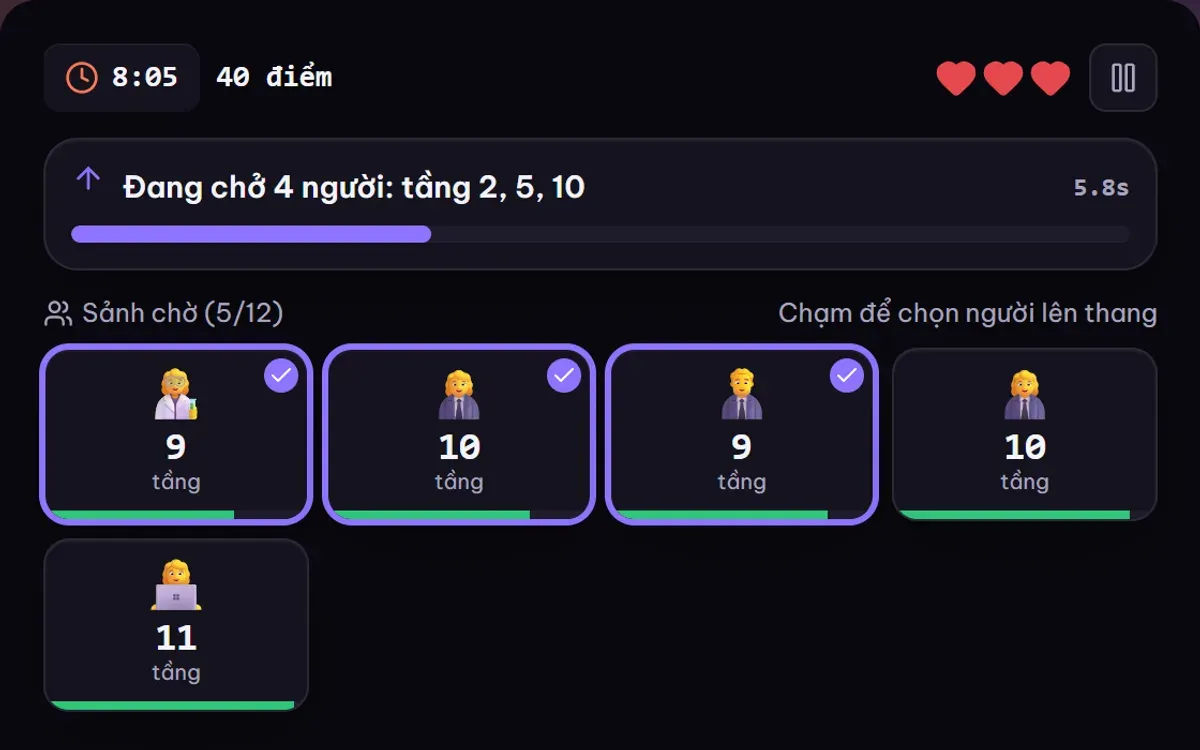 8:05 40 điểm
Đang chở 4 người: tầng 2, 5, 10 5.8s
Sảnh chờ (5/12) Chạm để chọn người lên thang
9 10 9 10
tầng tầng tầng tầng
11
tầng